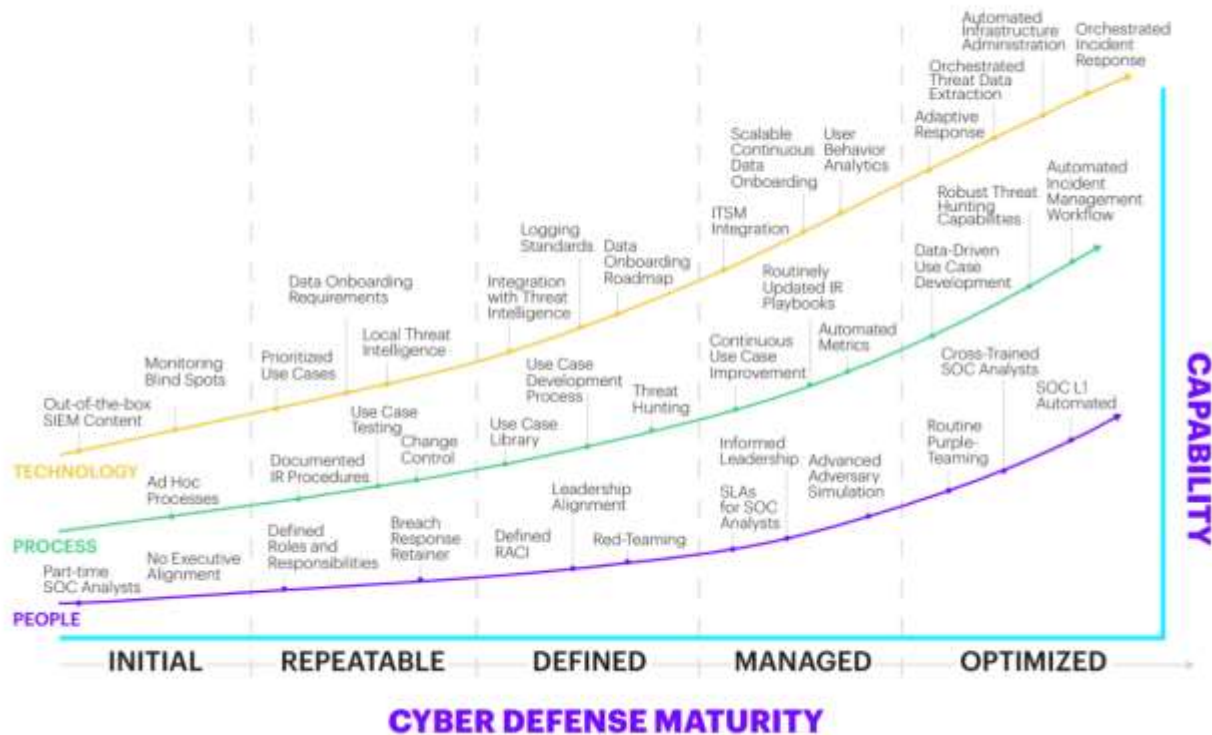 Automated
Infrastructure
Administration
Orchestrated
Incident
Response
Orchestrated
Threat Data
Extraction
Adaptive
Response
Scalable
Continuous
Data
Onboarding
User
Behavior
Analytics
ITSM
Integration
Logging
Standards
Data
Onboarding
Roadmap
Integration
with Threat
Intelligence
Data Onboarding
Requirements
Local Threat
Intelligence
Prioritized
Use Cases
Monitoring
Blind Spots
Out-of-the-box
SIEM Content
TECHNOLOGY
Automated
Incident
Management
Workflow
Robust Threat
Hunting
Capabilities
Data-Driven
Use Case
Development
Routinely
Updated IR
Playbooks
Automated
Metrics
Continuous
Use Case
Improvement
Use Case
Development
Process
Threat
Hunting
Use Case
Library
Use Case
Testing
Change
Control
Documented
IR Procedures
Ad Hoc
Processes
PROCESS
Cross-Trained
SOC Analysts
SOC L1
Automated
Routine
Purple-
Teaming
Informed
Leadership
Advanced
Adversary
Simulation
SLAs
for SOC
Analysts
Leadership
Alignment
Red-Teaming
Defined
RACI
Breach
Response
Retainer
Defined
Roles and
Responsibilities
No Executive
Alignment
Part-time
SOC Analysts
PEOPLE
CAPABILITY
INITIAL REPEATABLE DEFINED MANAGED OPTIMIZED
CYBER DEFENSE MATURITY